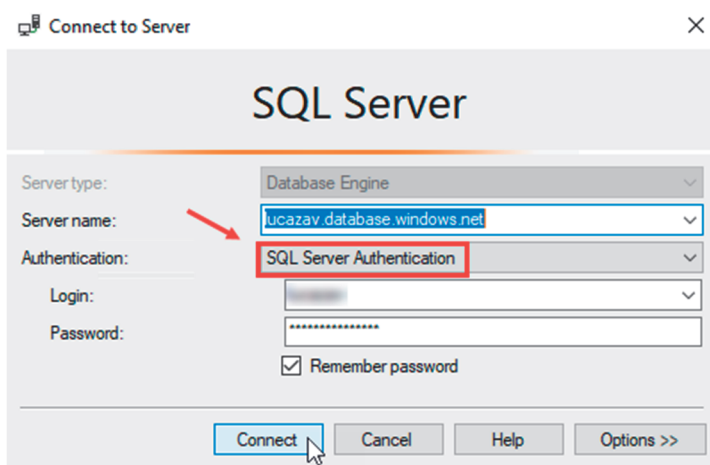 Connect to Server
SQL Server
Server type: Database Engine
Server name: lucazav.database.windows.net
Authentication: SQL Server Authentication
Login:
Password: ***************
Remember password
Connect Cancel Help Options >>